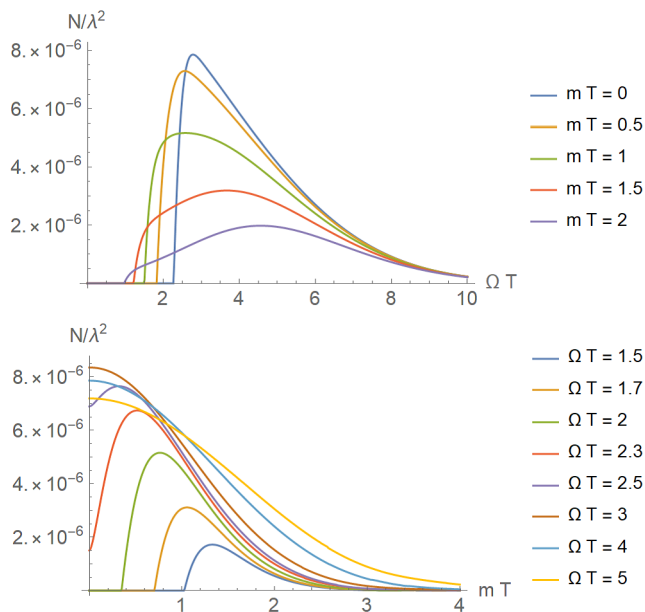 N/λ²
8. × 10⁻⁶
6. × 10⁻⁶
4. × 10⁻⁶
2. × 10⁻⁶
2 4 6 8 10 Ω T
m T = 0
m T = 0.5
m T = 1
m T = 1.5
m T = 2
N/λ²
8. × 10⁻⁶
6. × 10⁻⁶
4. × 10⁻⁶
2. × 10⁻⁶
1 2 3 4 m T
Ω T = 1.5
Ω T = 1.7
Ω T = 2
Ω T = 2.3
Ω T = 2.5
Ω T = 3
Ω T = 4
Ω T = 5